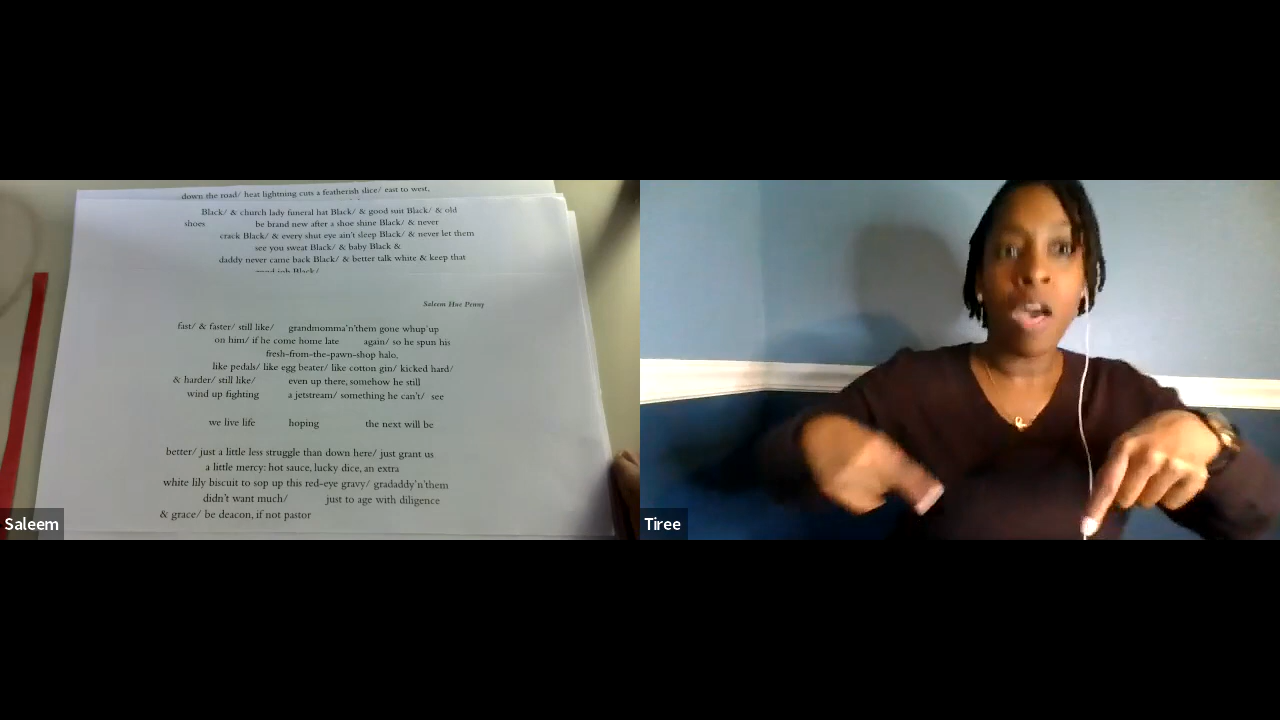 down the road/ heat lightning cuts a featherish slice/ east to west,
Black/ & church lady funeral hat Black/ & good suit Black/ & old
shoes be brand new after a shoe shine Black/ & never
crack Black/ & every shut eye ain't sleep Black/ & never let them
see you sweat Black/ & baby Black &
daddy never came back Black/ & better talk white & keep that
good job Black/
Saleem Hue Penny
fast/ & faster/ still like/ grandmomma'n'them gone whup'up
on him/ if he come home late again/ so he spun his
fresh-from-the-pawn-shop halo,
like pedals/ like egg beater/ like cotton gin/ kicked hard/
& harder/ still like/ even up there, somehow he still
wind up fighting a jetstream/ something he can't/ see
we live life hoping the next will be
better/ just a little less struggle than down here/ just grant us
a little mercy: hot sauce, lucky dice, an extra
white lily biscuit to sop up this red-eye gravy/ gradaddy'n'them
didn't want much/ just to age with diligence
& grace/ be deacon, if not pastor
Saleem
Tiree